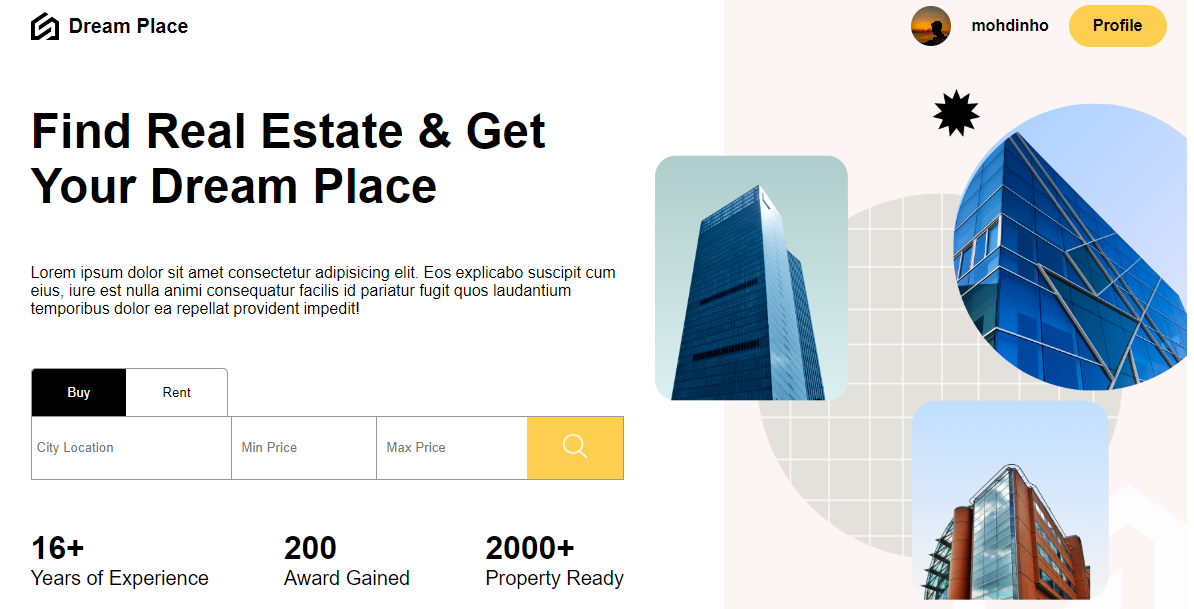 Dream Place
mohdinho
Profile
Find Real Estate & Get
Your Dream Place
Lorem ipsum dolor sit amet consectetur adipisicing elit. Eos explicabo suscipit cum
eius, iure est nulla animi consequatur facilis id pariatur fugit quos laudantium
temporibus dolor ea repellat provident impedit!
Buy
Rent
City Location
Min Price
Max Price
16+
Years of Experience
200
Award Gained
2000+
Property Ready